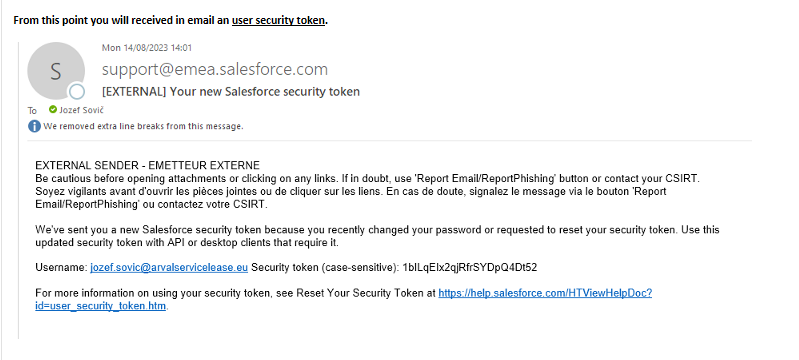 From this point you will received in email an user security token.
Mon 14/08/2023 14:01
S
support@emea.salesforce.com
[EXTERNAL] Your new Salesforce security token
To Jozef Sovič
We removed extra line breaks from this message.
EXTERNAL SENDER - EMETTEUR EXTERNE
Be cautious before opening attachments or clicking on any links. If in doubt, use 'Report Email/ReportPhishing' button or contact your CSIRT.
Soyez vigilants avant d'ouvrir les pièces jointes ou de cliquer sur les liens. En cas de doute, signalez le message via le bouton 'Report
Email/ReportPhishing' ou contactez votre CSIRT.
We've sent you a new Salesforce security token because you recently changed your password or requested to reset your security token. Use this
updated security token with API or desktop clients that require it.
Username: jozef.sovic@arvalservicelease.eu Security token (case-sensitive):
For more information on using your security token, see Reset Your Security Token at https://help.salesforce.com/HTViewHelpDoc?
id=user_security_token.htm.